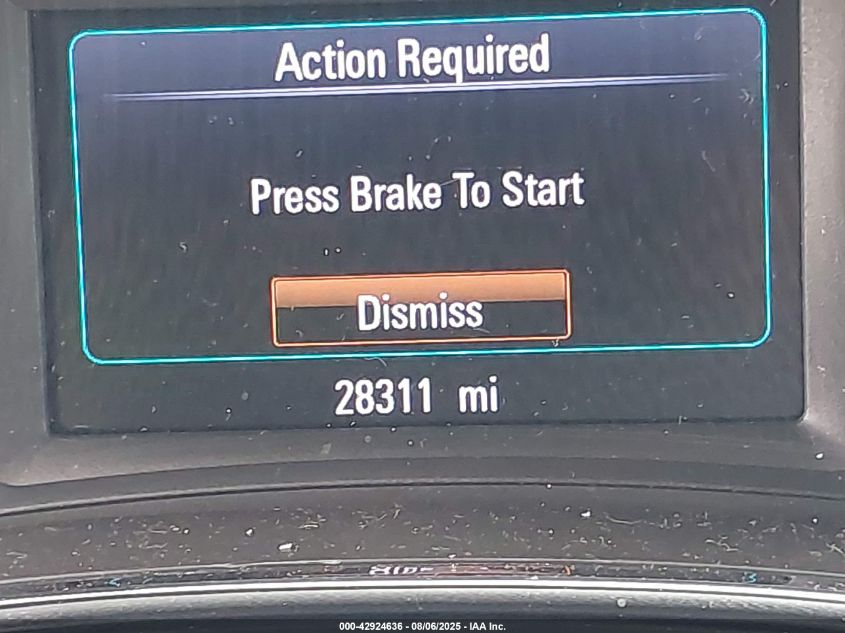 Action Required
Press Brake To Start
Dismiss
28311 mi
000-42924636 - 08/06/2025 - IAA Inc.